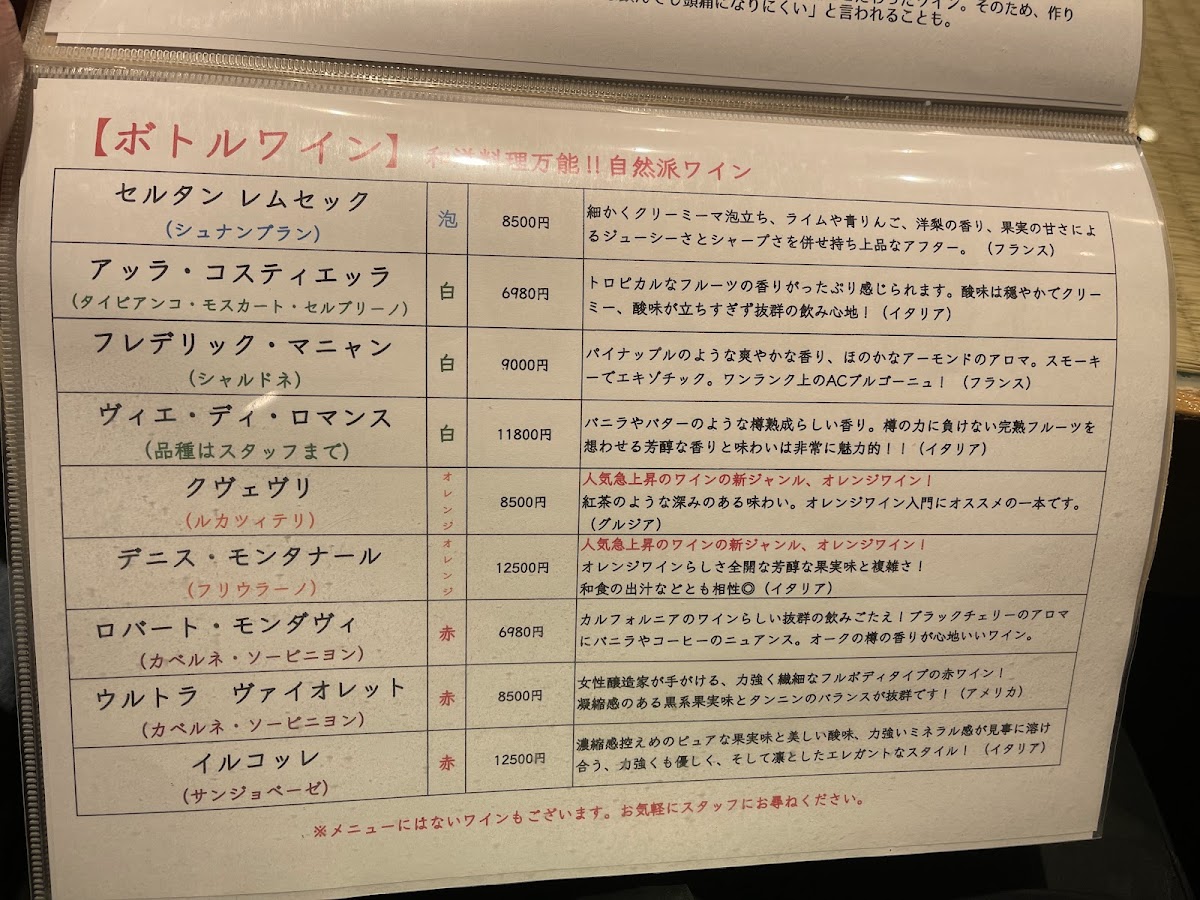 たワイン。そのため、作り
頭痛になりにくい」と言われることも。
【ボトルワイン】 和洋料理万能!!自然派ワイン
セルタン レムセック
(シュナンブラン)
泡
8500円
細かくクリーミーマ泡立ち、ライムや青りんご、洋梨の香り、果実の甘さによ
るジューシーさとシャープさを併せ持ち上品なアフター。(フランス)
アッラ・コスティエッラ
(タイビアンコ・モスカート・セルブリーノ)
白
6980円
トロピカルなフルーツの香りがたっぷり感じられます。酸味は穏やかでクリー
ミー、酸味が立ちすぎず抜群の飲み心地!(イタリア)
フレデリック・マニャン
(シャルドネ)
白
9000円
パイナップルのような爽やかな香り、ほのかなアーモンドのアロマ。スモーキ
ーでエキゾチック。ワンランク上のACブルゴーニュ!(フランス)
ヴィエ・ディ・ロマンス
(品種はスタッフまで)
白
11800円
バニラやバターのような樽熟成らしい香り。樽の力に負けない完熟フルーツを
想わせる芳醇な香りと味わいは非常に魅力的!!(イタリア)
クヴェヴリ
(ルカツィテリ)
オレンジ
8500円
人気急上昇のワインの新ジャンル、オレンジワイン!
紅茶のような深みのある味わい。オレンジワイン入門にオススメの一本です。
(グルジア)
デニス・モンタナール
(フリウラーノ)
オレンジ
12500円
人気急上昇のワインの新ジャンル、オレンジワイン!
オレンジワインらしさ全開な芳醇な果実味と複雑さ!
和食の出汁などとも相性◎(イタリア)
ロバート・モンダヴィ
(カベルネ・ソービニヨン)
赤
6980円
カルフォルニアのワインらしい抜群の飲みごたえ!ブラックチェリーのアロマ
にバニラやコーヒーのニュアンス。オークの樽の香りが心地いいワイン。
ウルトラ ヴァイオレット
(カベルネ・ソービニヨン)
赤
8500円
女性醸造家が手がける、力強く繊細なフルボディタイプの赤ワイン!
凝縮感のある黒系果実味とタンニンのバランスが抜群です!(アメリカ)
イルコッレ
(サンジョベーゼ)
赤
12500円
濃縮感控えめのピュアな果実味と美しい酸味、力強いミネラル感が見事に溶け
合う、力強くも優しく、そして凛としたエレガントなスタイル!(イタリア)
※メニューにはないワインもございます。お気軽にスタッフにお尋ねください。